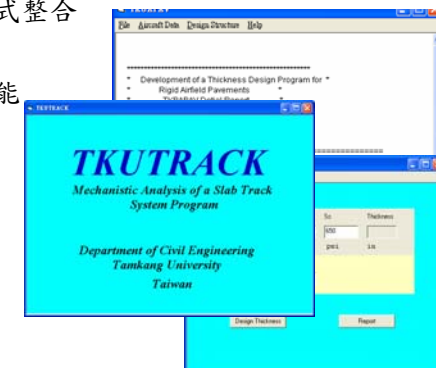 式整合
能
File Aircraft Data Design Structure Help
* Development of a Thickness Design Program for *
* Rigid Airfield Pavements *
TKUTRACK
TKUTRACK
Mechanistic Analysis of a Slab Track
System Program
Department of Civil Engineering
Tamkang University
Taiwan
Sc Thickness
650
psi in
Design Thickness Report